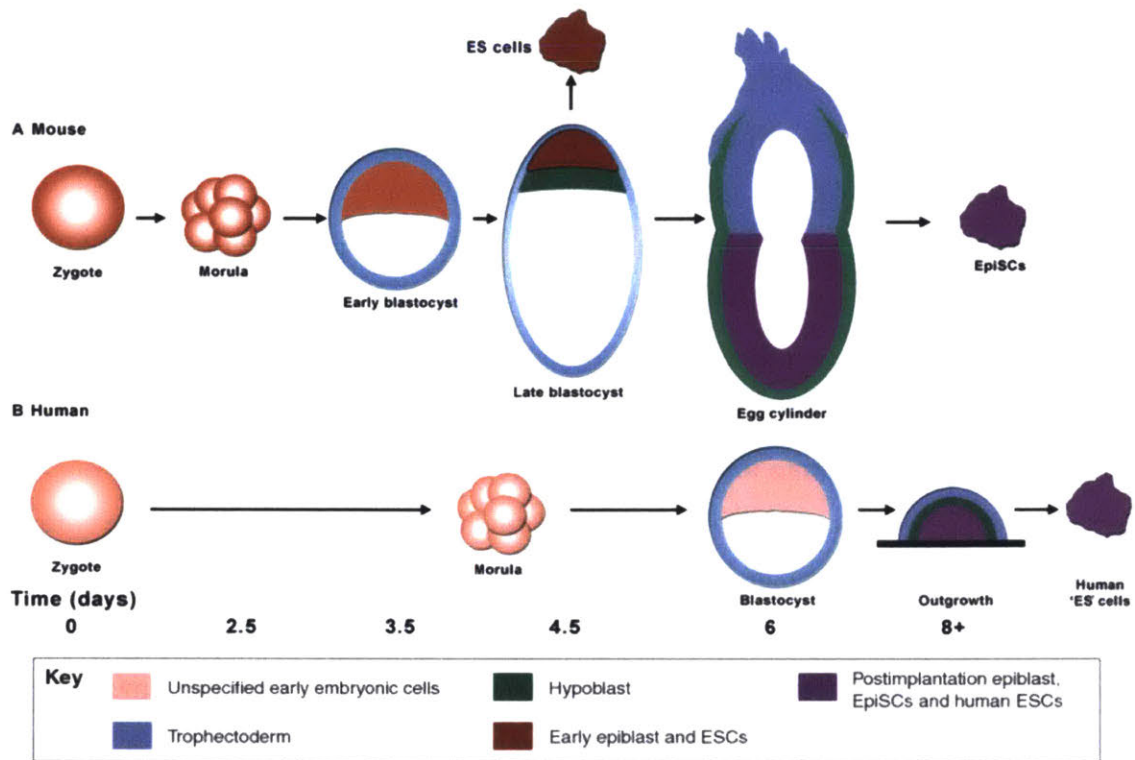 ES cells
A Mouse
Zygote
Morula
Early blastocyst
Late blastocyst
Egg cylinder
EpiSCs
B Human
Zygote
Morula
Blastocyst
Outgrowth
Human
'ES' cells
Time (days)
0 2.5 3.5 4.5 6 8+
Key
Unspecified early embryonic cells
Trophectoderm
Hypoblast
Early epiblast and ESCs
Postimplantation epiblast,
EpiSCs and human ESCs